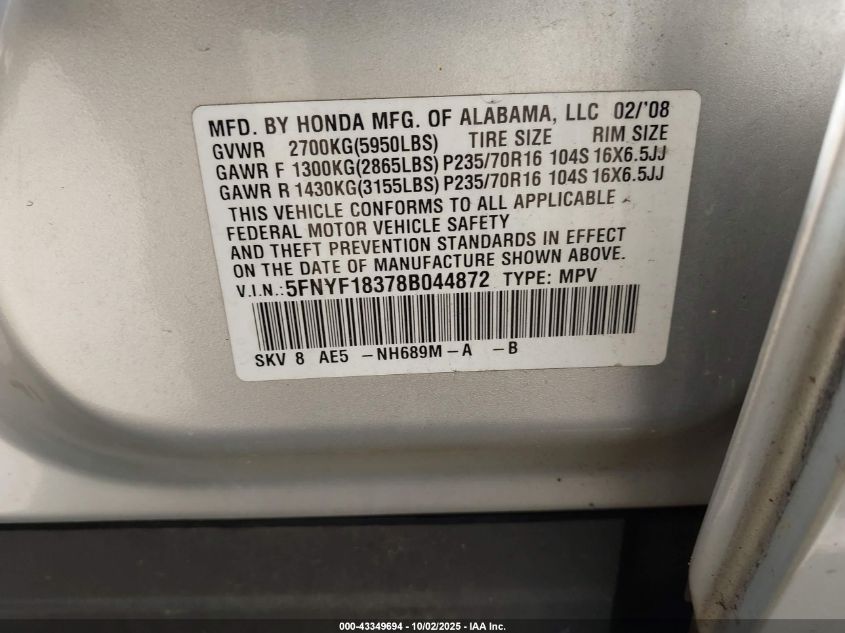 MFD. BY HONDA MFG. OF ALABAMA, LLC 02/'08
GVWR 2700KG(5950LBS) TIRE SIZE RIM SIZE
GAWR F 1300KG(2865LBS) P235/70R16 104S 16X6.5JJ
GAWR R 1430KG(3155LBS) P235/70R16 104S 16X6.5JJ
THIS VEHICLE CONFORMS TO ALL APPLICABLE
FEDERAL MOTOR VEHICLE SAFETY
AND THEFT PREVENTION STANDARDS IN EFFECT
ON THE DATE OF MANUFACTURE SHOWN ABOVE.
V.I.N.: 5FNYF18378B044872 TYPE: MPV
SKV 8 AE5 -NH689M-A -B
000-43349694 - 10/02/2025 - IAA Inc.